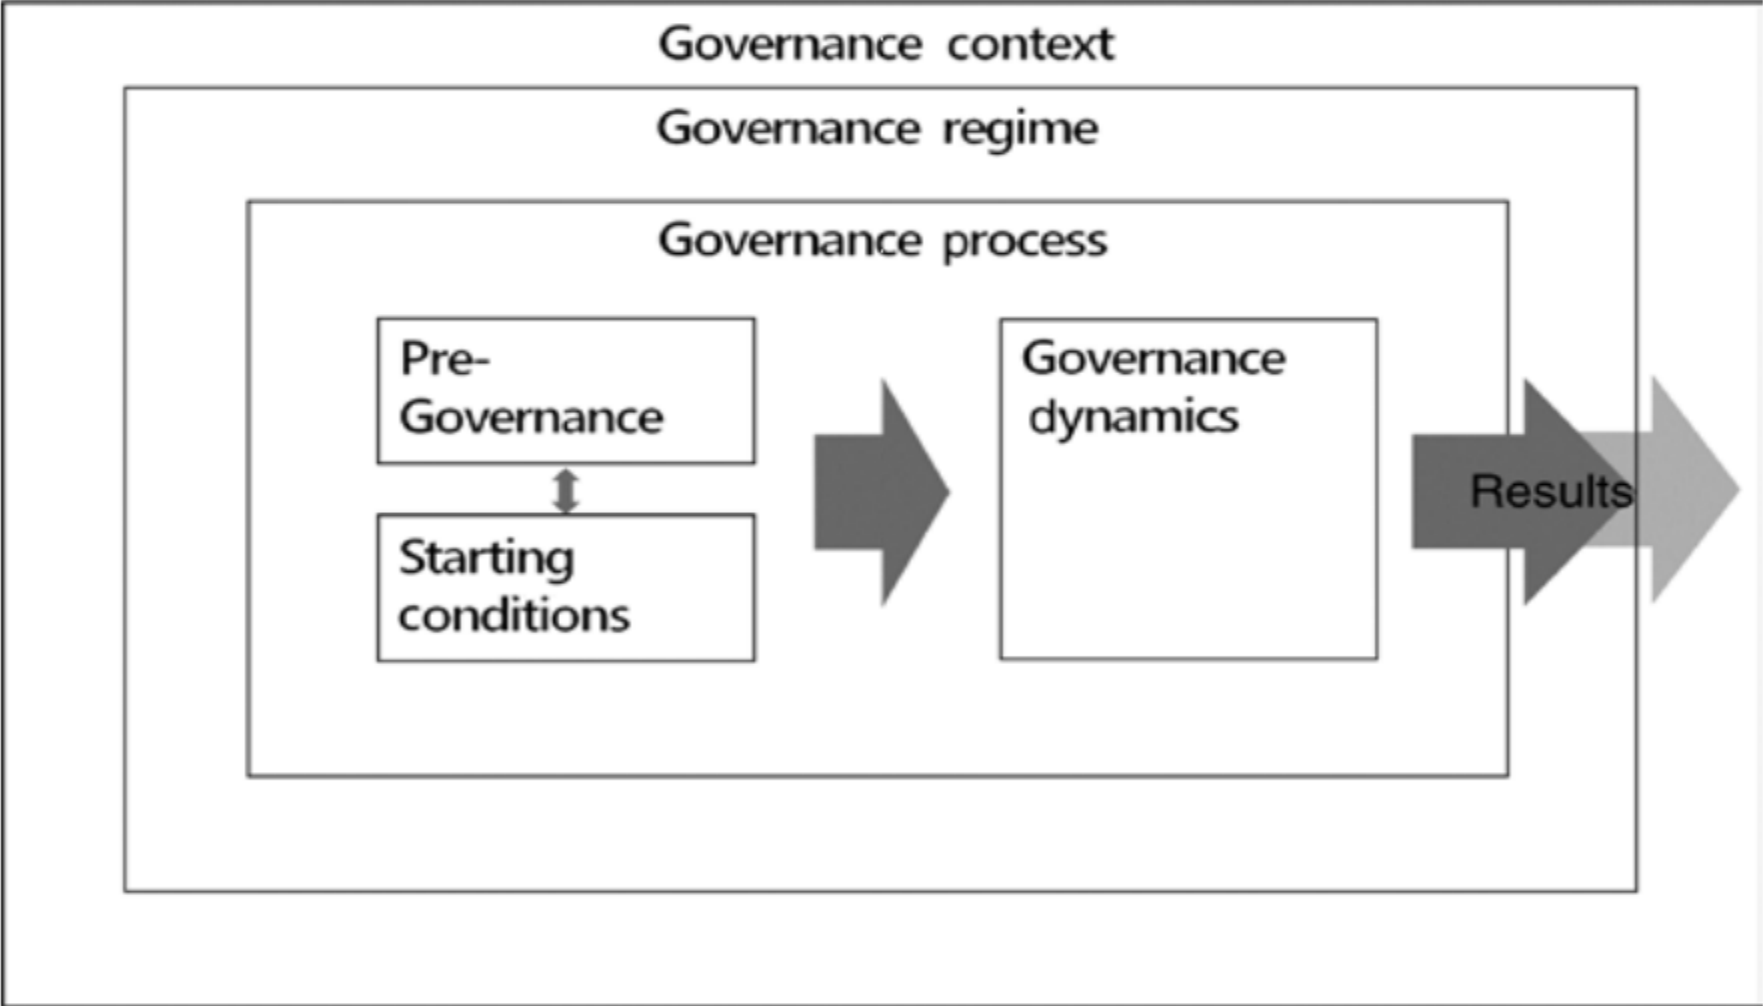 Governance context
Governance regime
Governance process
Pre-
Governance
Starting
conditions
Governance
dynamics
Results